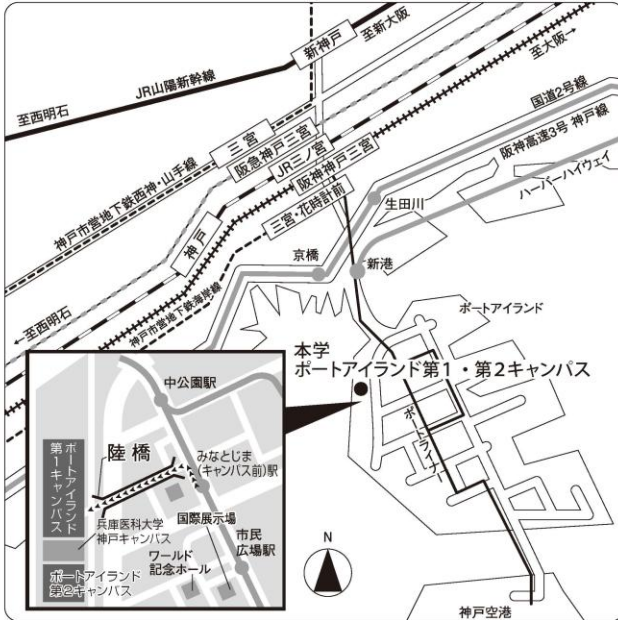 新神戸
至新大阪
JR山陽新幹線
至西明石
至大阪→
国道2号線
阪神高速3号 神戸線
ハーバーハイウェイ
三宮
阪急神戸三宮
JR三ノ宮
阪神神戸三宮
三宮・花時計前
神戸市営地下鉄西神・山手線
神戸
生田川
京橋
新港
←至西明石
神戸市営地下鉄海岸線
ポートアイランド
本学
ポートアイランド第1・第2キャンパス
ポートライナー
中公園駅
陸橋
みなとじま
(キャンパス前)駅
ポートアイランド
第1キャンパス
兵庫医科大学
神戸キャンパス
国際展示場
市民
広場駅
ワールド
記念ホール
ポートアイランド
第2キャンパス
N
神戸空港